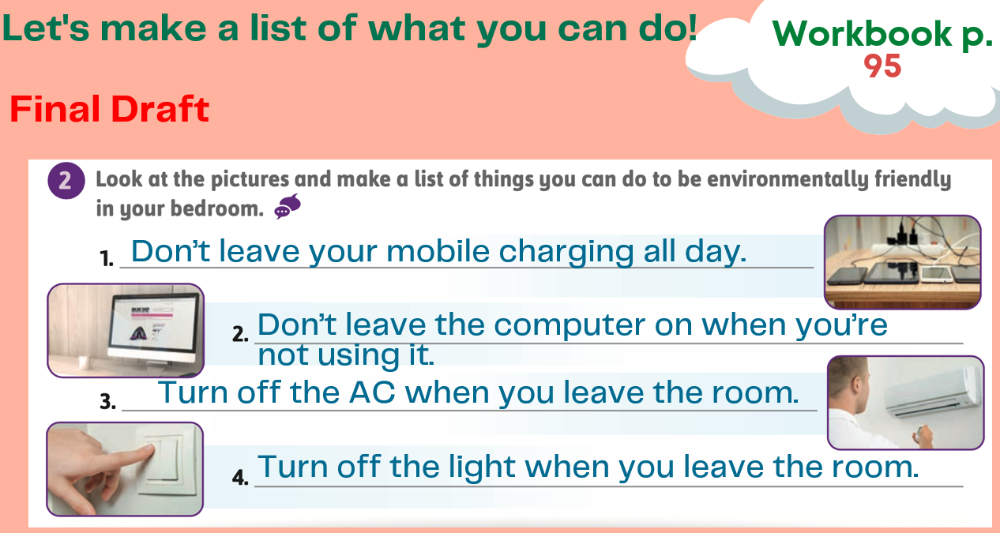 Let's make a list of what you can do!
Workbook p.
95
Final Draft
2 Look at the pictures and make a list of things you can do to be environmentally friendly
in your bedroom.
1. Don't leave your mobile charging all day.
2. Don't leave the computer on when you're
not using it.
3. Turn off the AC when you leave the room.
4. Turn off the light when you leave the room.